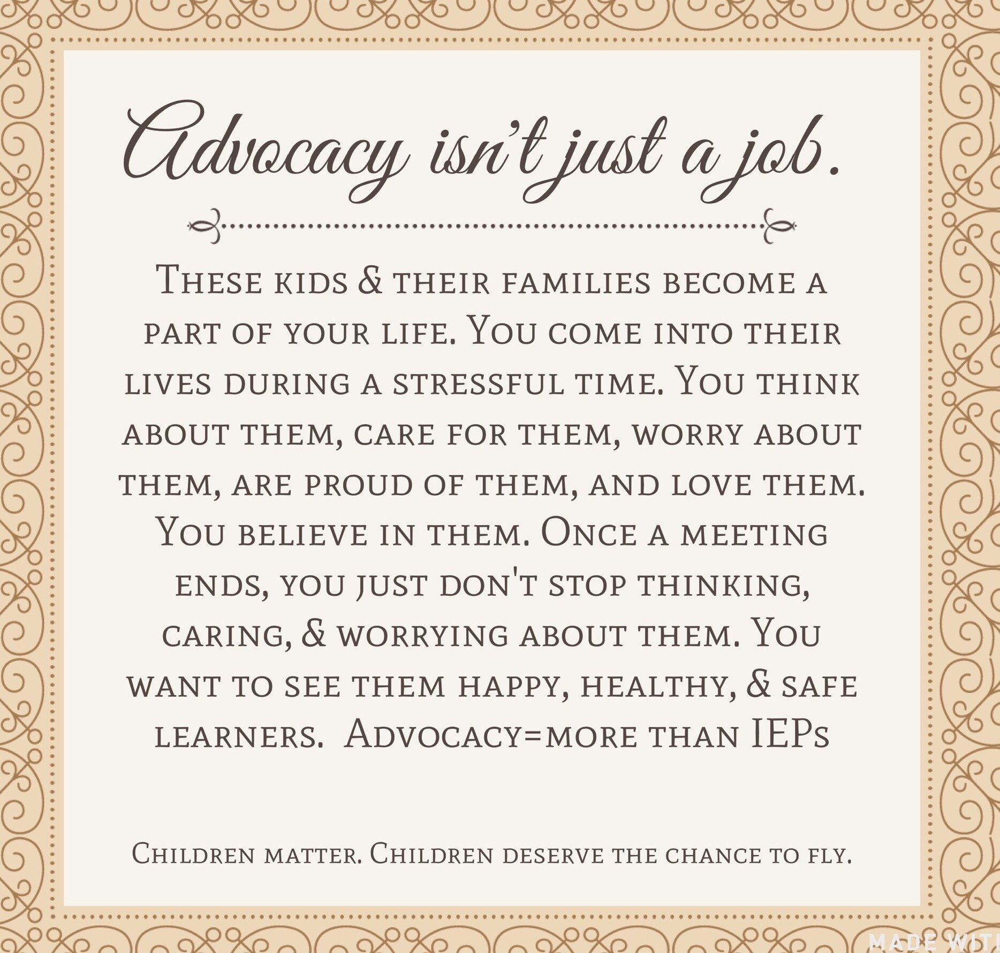 Advocacy isn't just a job.
These kids & their families become a
part of your life. You come into their
lives during a stressful time. You think
about them, care for them, worry about
them, are proud of them, and love them.
You believe in them. Once a meeting
ends, you just don't stop thinking,
caring, & worrying about them. You
want to see them happy, healthy, & safe
learners.  Advocacy=more than IEPs
Children matter. Children deserve the chance to fly.
MADE WITH